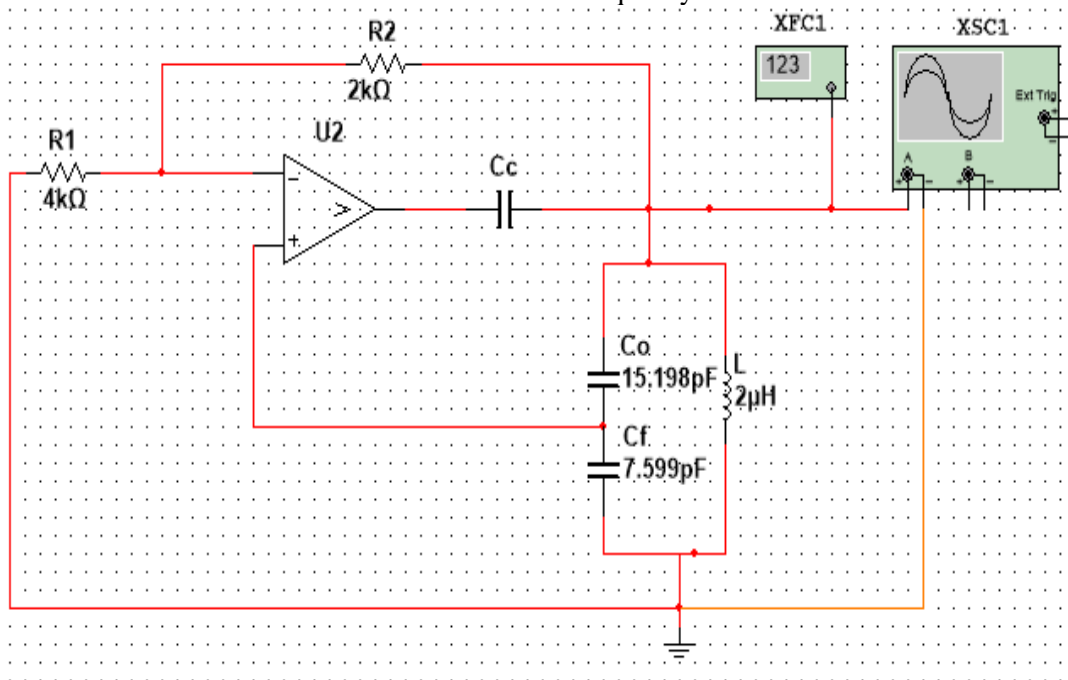 XFC1
XSC1
R2
123
2kΩ
Ext Trig
U2
R1
Cc
A
B
4kΩ
Co
15.198pF
L
2µH
Cf
7.599pF